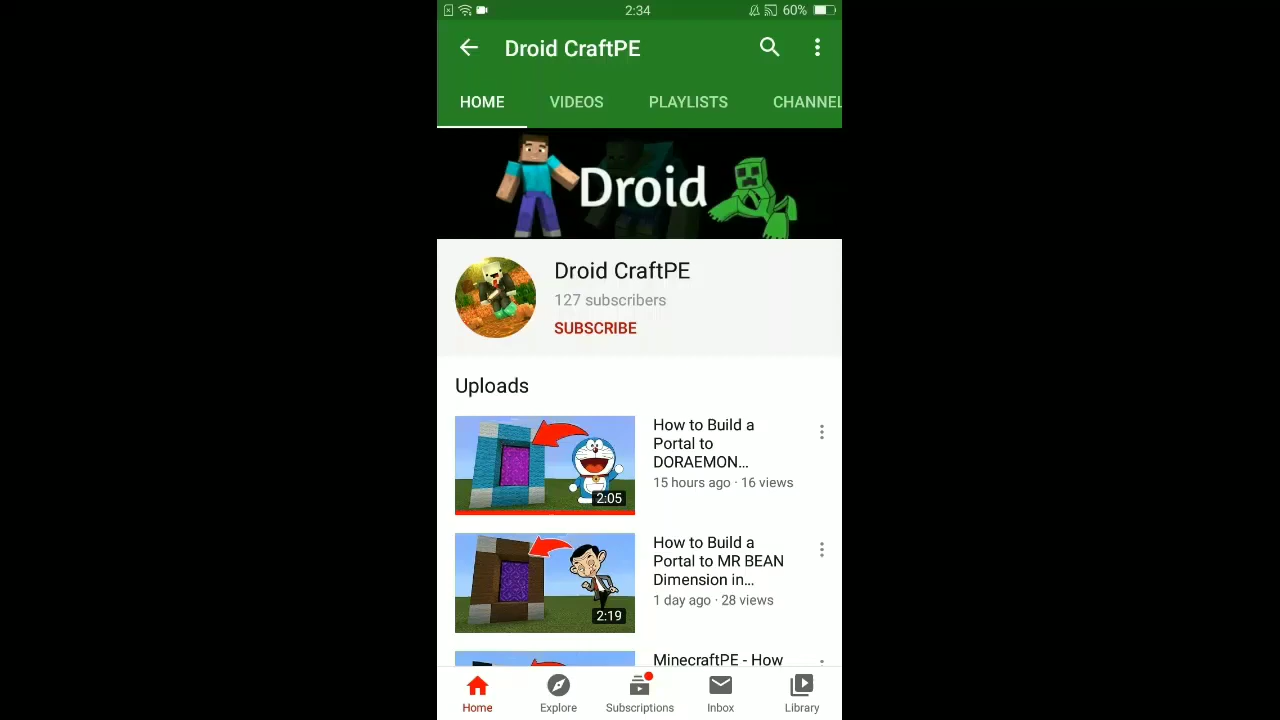 2:34
60%
Droid CraftPE
HOME VIDEOS PLAYLISTS CHANNEL
Droid
Droid CraftPE
127 subscribers
SUBSCRIBE
Uploads
How to Build a
Portal to
DORAEMON...
15 hours ago · 16 views
2:05
How to Build a
Portal to MR BEAN
Dimension in...
1 day ago · 28 views
2:19
MinecraftPE - How
Home Explore Subscriptions Inbox Library